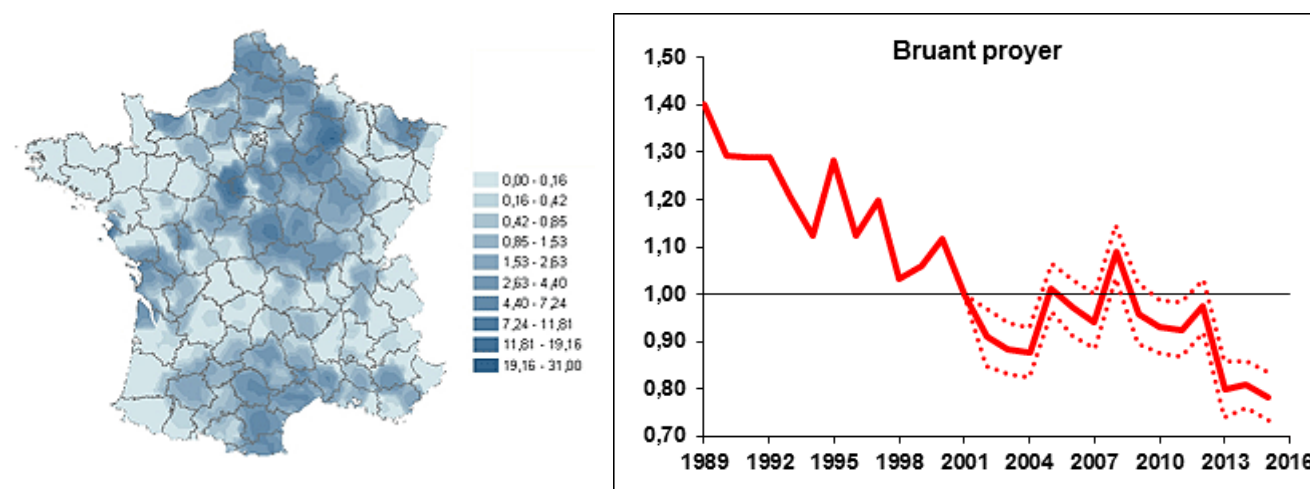 0,00 - 0,16
0,16 - 0,42
0,42 - 0,85
0,85 - 1,53
1,53 - 2,63
2,63 - 4,40
4,40 - 7,24
7,24 - 11,81
11,81 - 19,16
19,16 - 31,00
Bruant proyer
1,50
1,40
1,30
1,20
1,10
1,00
0,90
0,80
0,70
1989 1992 1995 1998 2001 2004 2007 2010 2013 2016